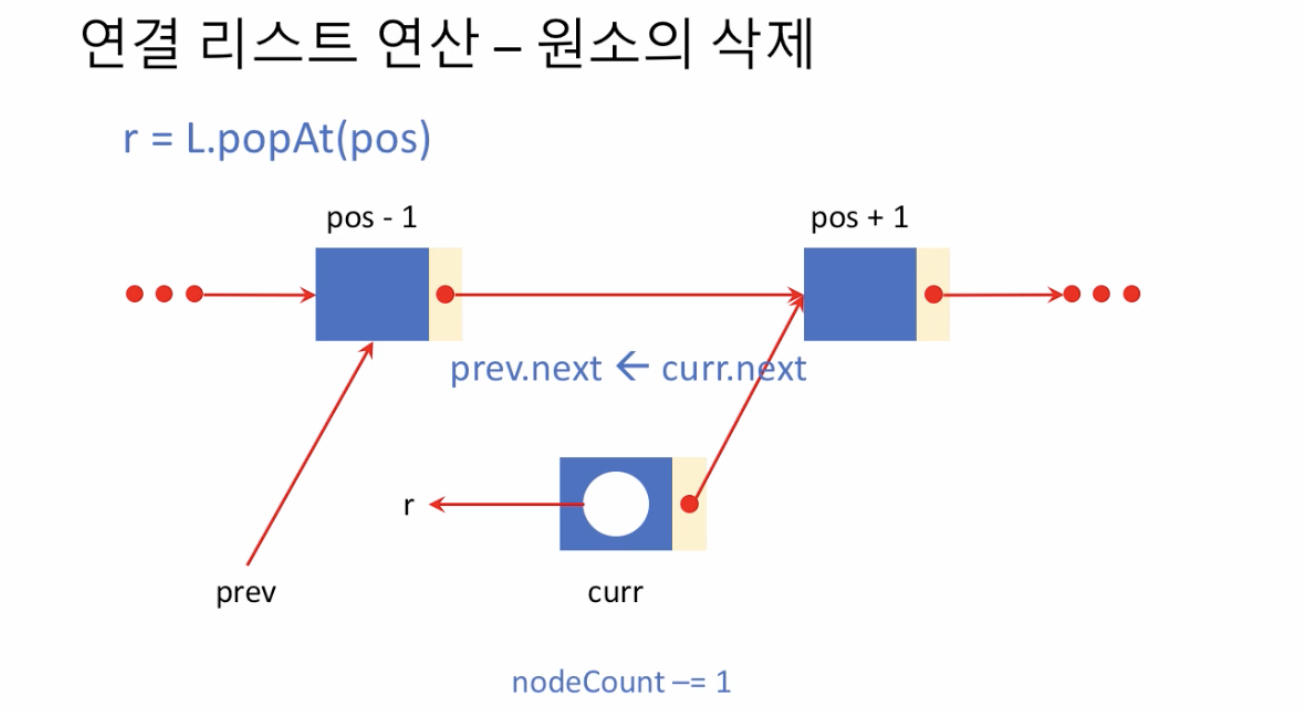 연결 리스트 연산 – 원소의 삭제
r = L.popAt(pos)
pos - 1
pos + 1
prev.next ← curr.next
r
prev
curr
nodeCount –= 1